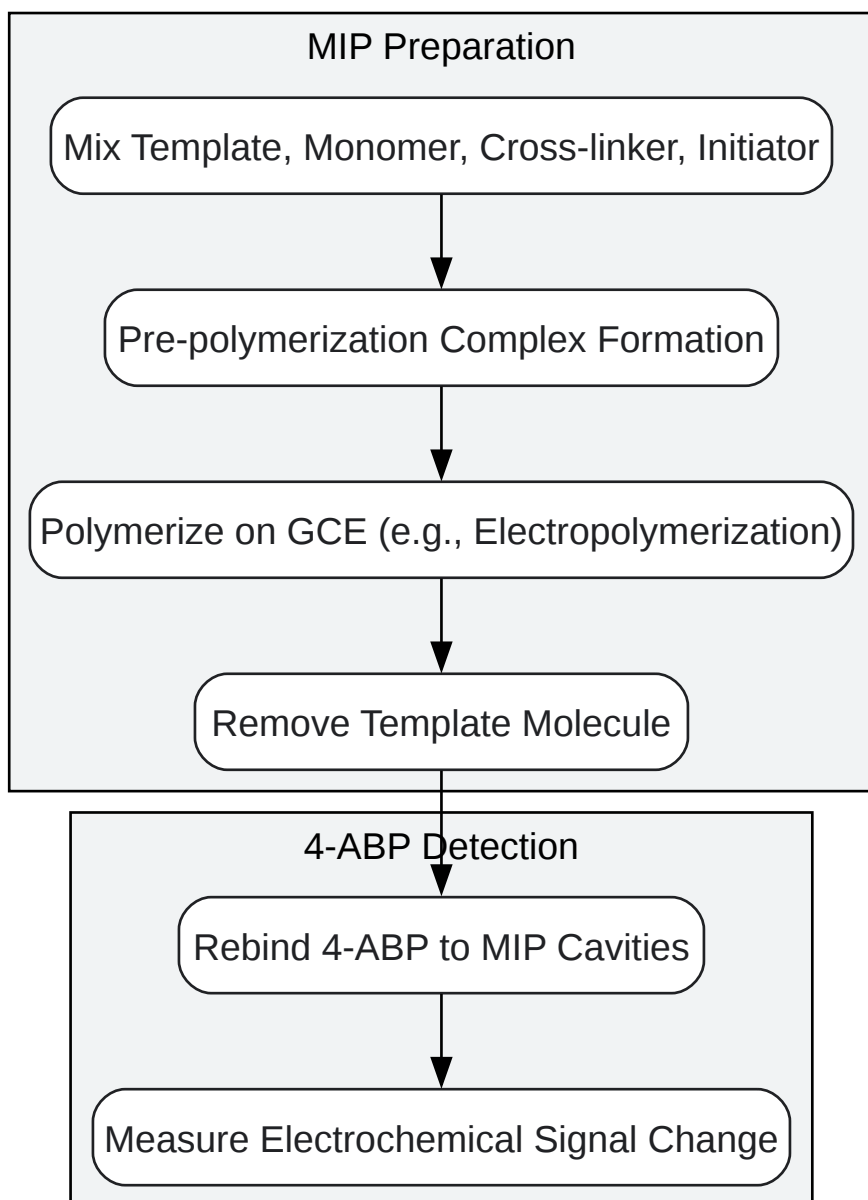 MIP Preparation
Mix Template, Monomer, Cross-linker, Initiator
Pre-polymerization Complex Formation
Polymerize on GCE (e.g., Electropolymerization)
Remove Template Molecule
4-ABP Detection
Rebind 4-ABP to MIP Cavities
Measure Electrochemical Signal Change